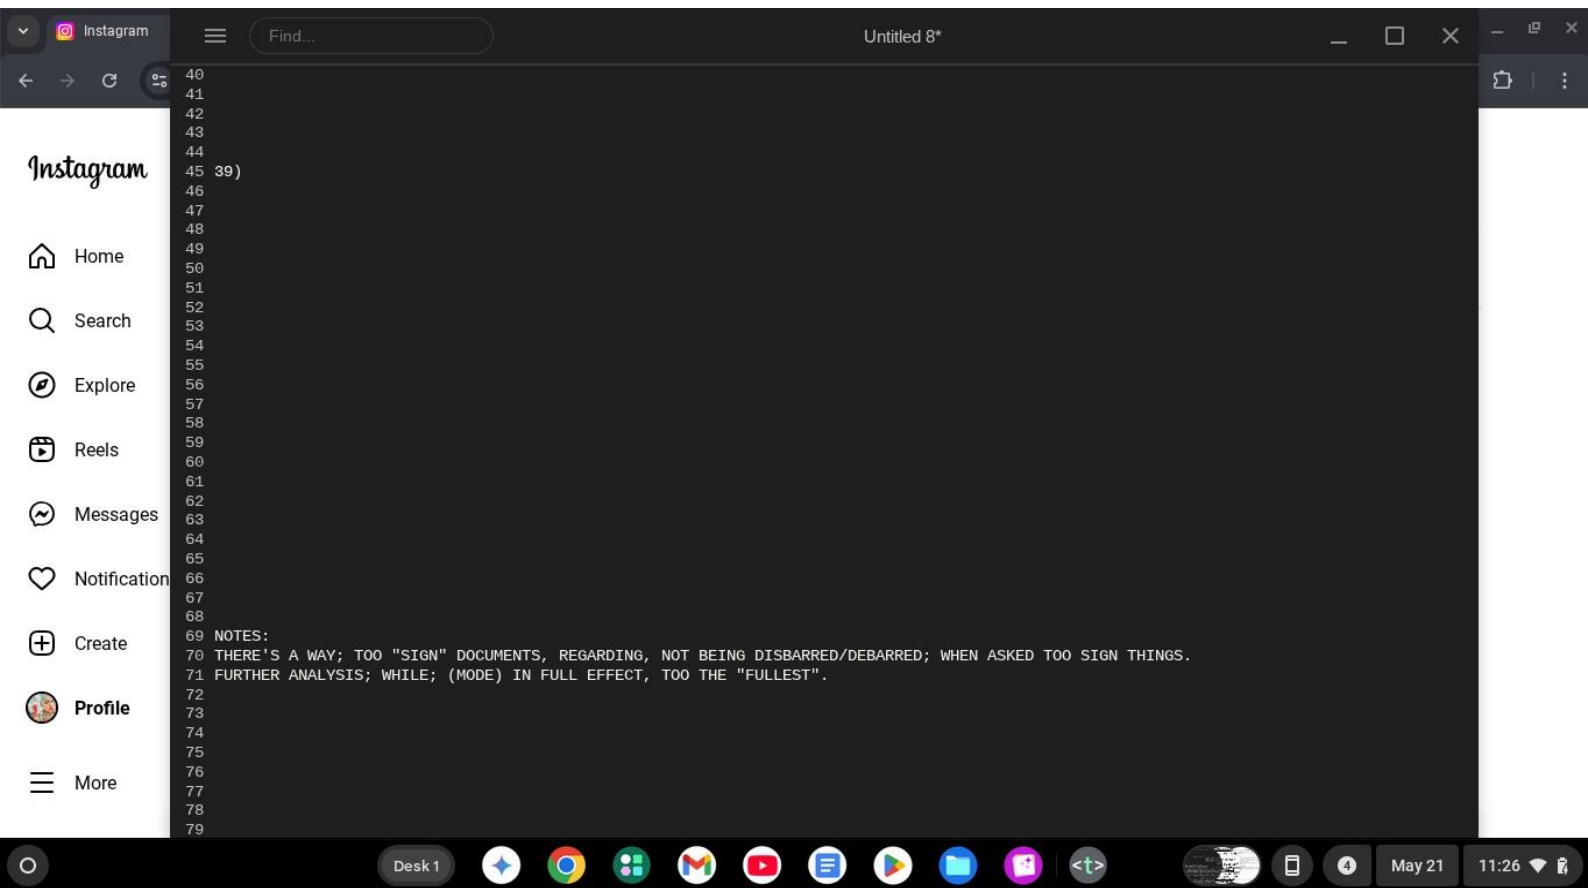 Instagram
Find...
Untitled 8*
40
41
42
43
44
45 39)
46
47
48
49
50
51
52
53
54
55
56
57
58
59
60
61
62
63
64
65
66
67
68
69 NOTES:
70 THERE'S A WAY; TOO "SIGN" DOCUMENTS, REGARDING, NOT BEING DISBARRED/DEBARRED; WHEN ASKED TOO SIGN THINGS.
71 FURTHER ANALYSIS; WHILE; (MODE) IN FULL EFFECT, TOO THE "FULLEST".
72
73
74
75
76
77
78
79
Instagram
Home
Search
Explore
Reels
Messages
Notification
Create
Profile
More
Desk 1
<t>
4
May 21
11:26